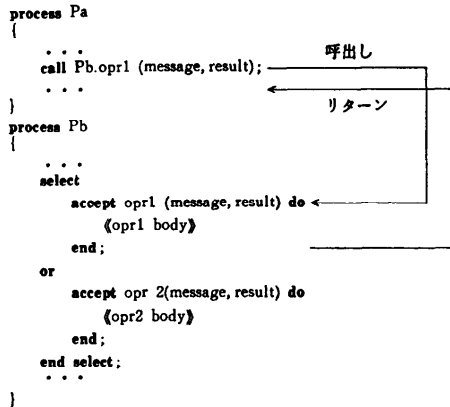 process Pa
{
. . .
呼出し
call Pb.opr1 (message, result);
. . .
リターン
}
process Pb
{
. . .
select
accept opr1 (message, result) do
《opr1 body》
end;
or
accept opr 2(message, result) do
《opr2 body》
end;
end select;
. . .
}